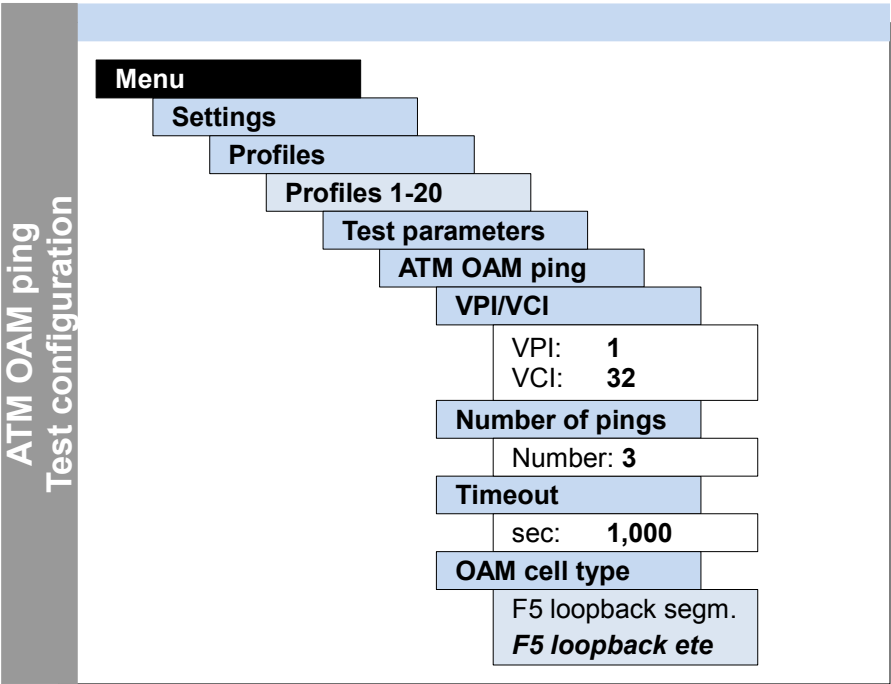 ATM OAM ping
Test configuration
Menu
Settings
Profiles
Profiles 1-20
Test parameters
ATM OAM ping
VPI/VCI
VPI: 1
VCI: 32
Number of pings
Number: 3
Timeout
sec: 1,000
OAM cell type
F5 loopback segm.
F5 loopback ete